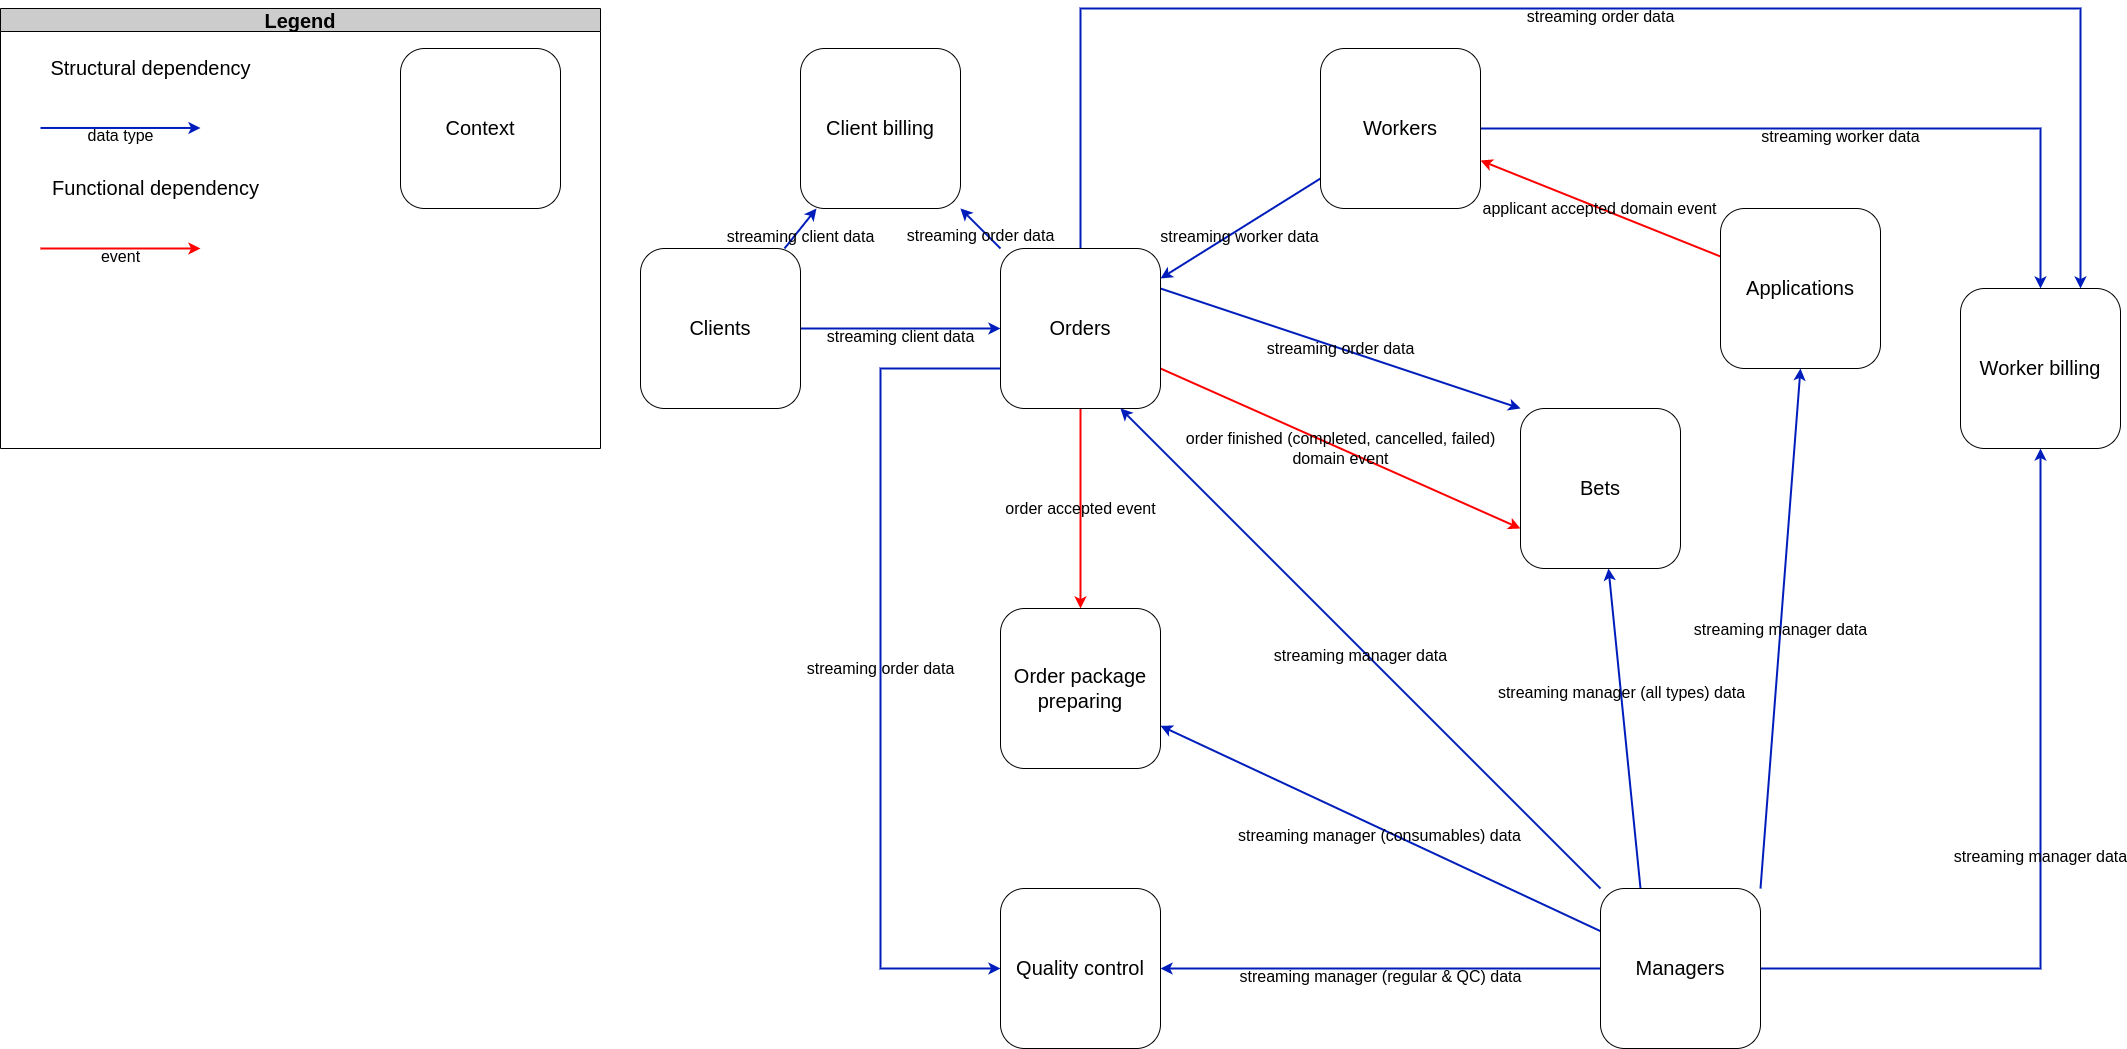 Legend
Structural dependency
data type
Functional dependency
event
Context
streaming order data
Client billing
Workers
streaming worker data
applicant accepted domain event
streaming client data
streaming order data
streaming worker data
Applications
Clients
streaming client data
Orders
streaming order data
Worker billing
order finished (completed, cancelled, failed)
domain event
Bets
order accepted event
streaming manager data
streaming order data
Order package
preparing
streaming manager data
streaming manager (all types) data
streaming manager (consumables) data
streaming manager data
Quality control
streaming manager (regular & QC) data
Managers